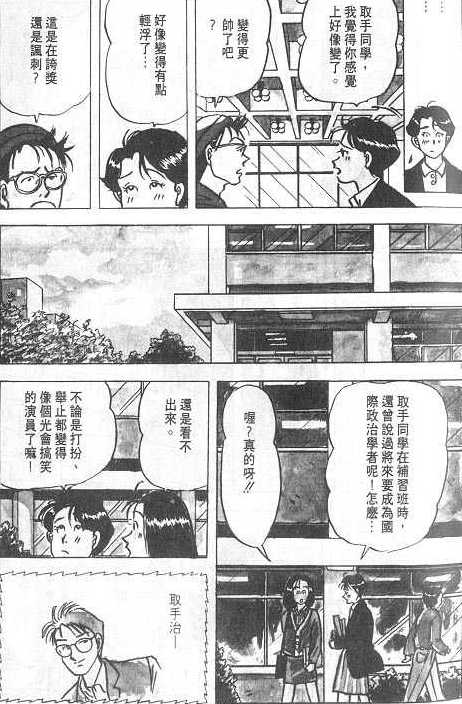 ……
……
取手同學，
我覺得你感覺
上好像變了。
變得更
帥了吧
？
好像變得有點
輕浮了……
這是在誇獎
還是諷刺？
取手同學在補習班時，
還曾說過將來要成為國
際政治學者呢！怎麼…
喔？真的呀!!
還是看不
出來。
不論是打扮、
舉止都變得
像個光會搞笑
的演員了嘛！
取手治—